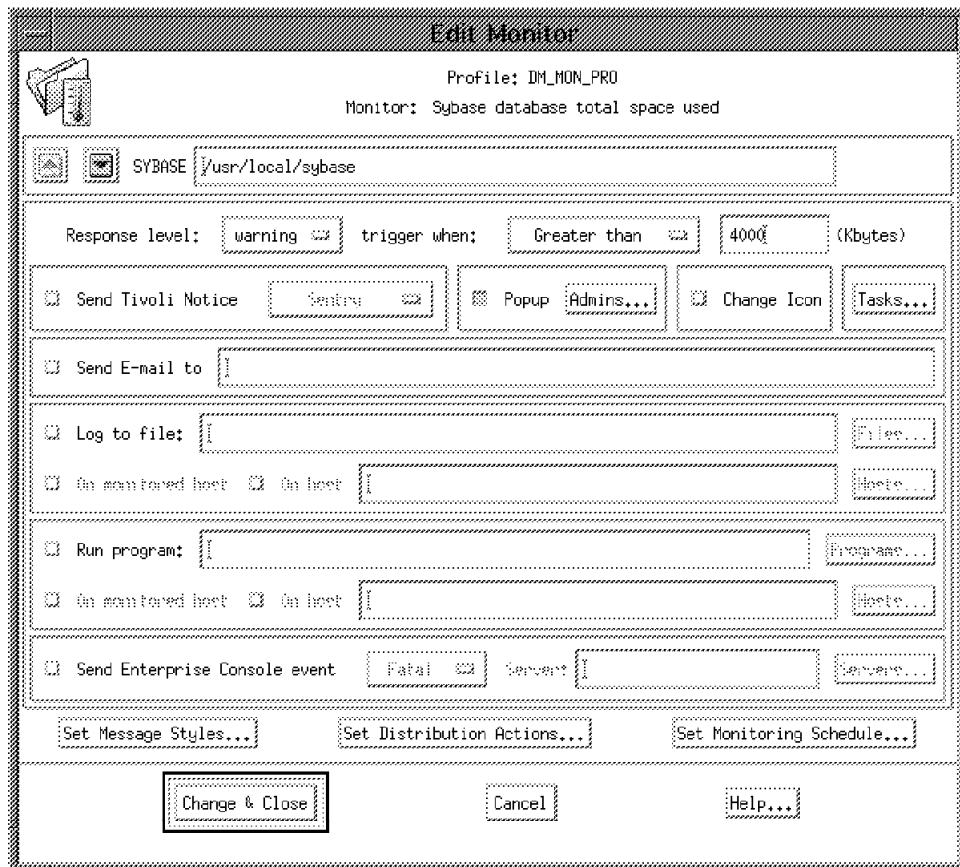 Edit Monitor
Profile: DM_MON_PRO
Monitor: Sybase database total space used
SYBASE /usr/local/sybase
Response level: warning trigger when: Greater than 4000 (Kbytes)
Send Tivoli Notice Sentry Popup Admins... Change Icon Tasks...
Send E-mail to
Log to file: Files...
On monitored host On host Hosts...
Run program: Programs...
On monitored host On host Hosts...
Send Enterprise Console event Fatal Server: Servers...
Set Message Styles... Set Distribution Actions... Set Monitoring Schedule...
Change & Close Cancel Help...